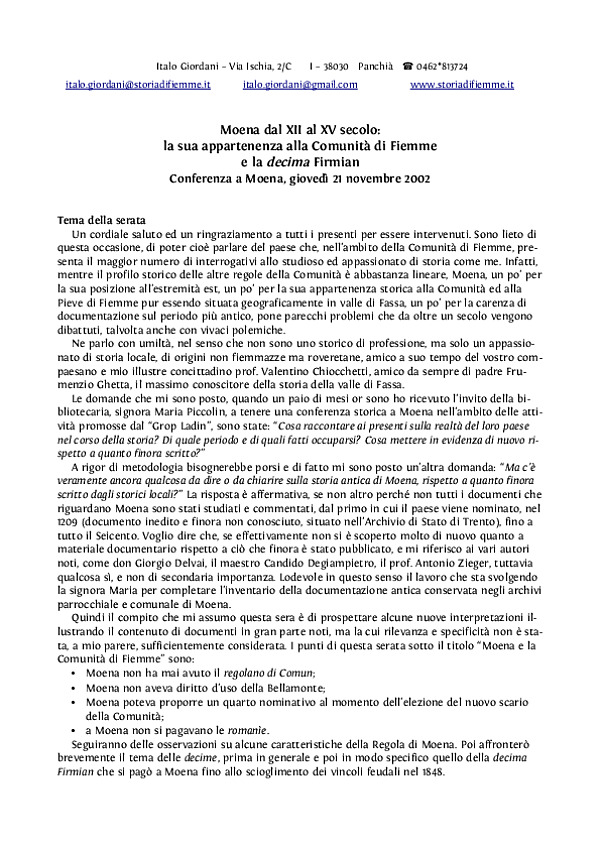 Italo Giordani – Via Ischia, 2/C I – 38030 Panchià ☎ 0462*813724
italo.giordani@storiadifiemme.it italo.giordani@gmail.com www.storiadifiemme.it
Moena dal XII al XV secolo:
la sua appartenenza alla Comunità di Fiemme
e la decima Firmian
Conferenza a Moena, giovedì 21 novembre 2002
Tema della serata
Un cordiale saluto ed un ringraziamento a tutti i presenti per essere intervenuti. Sono lieto di
questa occasione, di poter cioè parlare del paese che, nell'ambito della Comunità di Fiemme, pre-
senta il maggior numero di interrogativi allo studioso ed appassionato di storia come me. Infatti,
mentre il profilo storico delle altre regole della Comunità è abbastanza lineare, Moena, un po' per
la sua posizione all'estremità est, un po' per la sua appartenenza storica alla Comunità ed alla
Pieve di Fiemme pur essendo situata geograficamente in valle di Fassa, un po' per la carenza di
documentazione sul periodo più antico, pone parecchi problemi che da oltre un secolo vengono
dibattuti, talvolta anche con vivaci polemiche.
Ne parlo con umiltà, nel senso che non sono uno storico di professione, ma solo un appassio-
nato di storia locale, di origini non fiemmazze ma roveretane, amico a suo tempo del vostro com-
paesano e mio illustre concittadino prof. Valentino Chiocchetti, amico da sempre di padre Fru-
menzio Ghetta, il massimo conoscitore della storia della valle di Fassa.
Le domande che mi sono posto, quando un paio di mesi or sono ho ricevuto l'invito della bi-
bliotecaria, signora Maria Piccolin, a tenere una conferenza storica a Moena nell'ambito delle atti-
vità promosse dal "Grop Ladin", sono state: "Cosa raccontare ai presenti sulla realtà del loro paese
nel corso della storia? Di quale periodo e di quali fatti occuparsi? Cosa mettere in evidenza di nuovo ri-
spetto a quanto finora scritto?"
A rigor di metodologia bisognerebbe porsi e di fatto mi sono posto un'altra domanda: "Ma c'è
veramente ancora qualcosa da dire o da chiarire sulla storia antica di Moena, rispetto a quanto finora
scritto dagli storici locali?" La risposta è affermativa, se non altro perché non tutti i documenti che
riguardano Moena sono stati studiati e commentati, dal primo in cui il paese viene nominato, nel
1209 (documento inedito e finora non conosciuto, situato nell'Archivio di Stato di Trento), fino a
tutto il Seicento. Voglio dire che, se effettivamente non si è scoperto molto di nuovo quanto a
materiale documentario rispetto a ciò che finora è stato pubblicato, e mi riferisco ai vari autori
noti, come don Giorgio Delvai, il maestro Candido Degiampietro, il prof. Antonio Zieger, tuttavia
qualcosa sì, e non di secondaria importanza. Lodevole in questo senso il lavoro che sta svolgendo
la signora Maria per completare l'inventario della documentazione antica conservata negli archivi
parrocchiale e comunale di Moena.
Quindi il compito che mi assumo questa sera è di prospettare alcune nuove interpretazioni il-
lustrando il contenuto di documenti in gran parte noti, ma la cui rilevanza e specificità non è sta-
ta, a mio parere, sufficientemente considerata. I punti di questa serata sotto il titolo "Moena e la
Comunità di Fiemme" sono:
• Moena non ha mai avuto il regolano di Comun;
• Moena non aveva diritto d'uso della Bellamonte;
• Moena poteva proporre un quarto nominativo al momento dell'elezione del nuovo scario
della Comunità;
• a Moena non si pagavano le romanie.
Seguiranno delle osservazioni su alcune caratteristiche della Regola di Moena. Poi affronterò
brevemente il tema delle decime, prima in generale e poi in modo specifico quello della decima
Firmian che si pagò a Moena fino allo scioglimento dei vincoli feudali nel 1848.